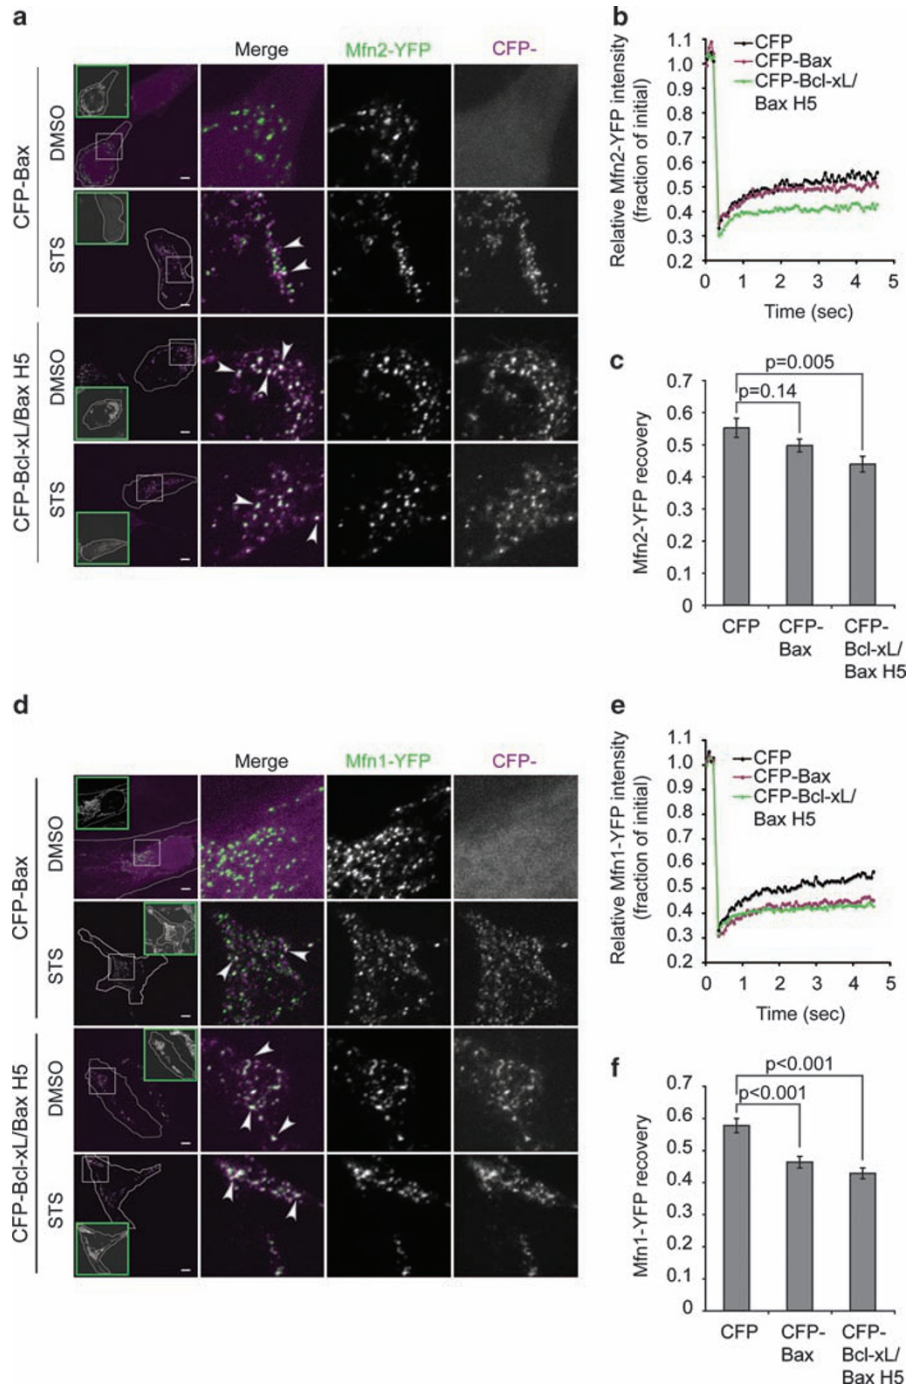 a
Merge Mfn2-YFP CFP-
CFP-Bax
DMSO
STS
CFP-Bcl-xL/Bax H5
DMSO
STS
b
Relative Mfn2-YFP intensity
(fraction of initial)
1.1
1.0
0.9
0.8
0.7
0.6
0.5
0.4
0.3
0.2
CFP
CFP-Bax
CFP-Bcl-xL/
Bax H5
0 1 2 3 4 5
Time (sec)
c
p=0.005
p=0.14
Mfn2-YFP recovery
0.7
0.6
0.5
0.4
0.3
0.2
0.1
0
CFP CFP-Bax CFP-Bcl-xL/Bax H5
d
Merge Mfn1-YFP CFP-
CFP-Bax
DMSO
STS
CFP-Bcl-xL/Bax H5
DMSO
STS
e
Relative Mfn1-YFP intensity
(fraction of initial)
1.1
1.0
0.9
0.8
0.7
0.6
0.5
0.4
0.3
0.2
CFP
CFP-Bax
CFP-Bcl-xL/
Bax H5
0 1 2 3 4 5
Time (sec)
f
p<0.001
p<0.001
Mfn1-YFP recovery
0.7
0.6
0.5
0.4
0.3
0.2
0.1
0
CFP CFP-Bax CFP-Bcl-xL/Bax H5